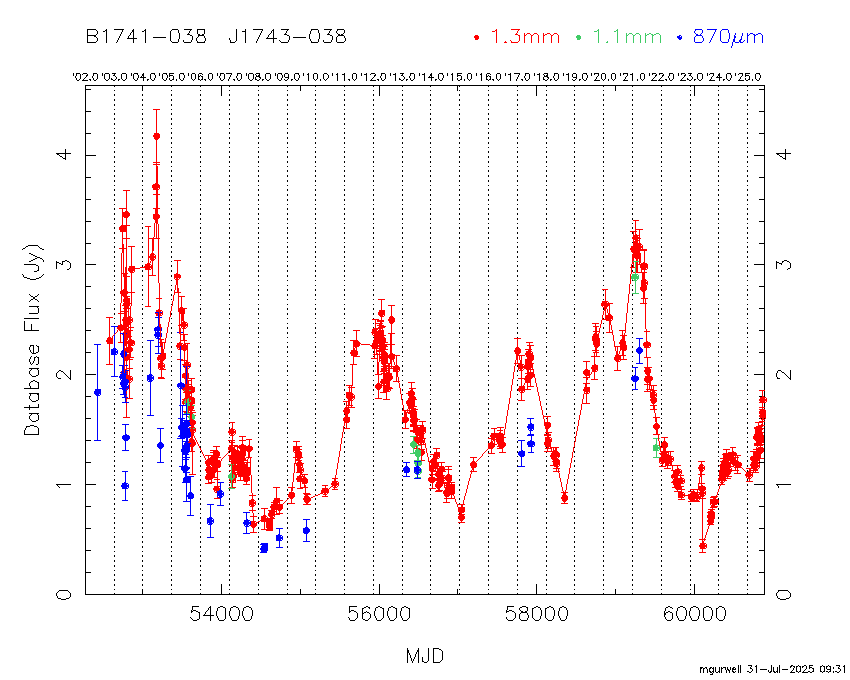 B1741-038 J1743-038 1.3mm 1.1mm 870μm
'02.0 '03.0 '04.0 '05.0 '06.0 '07.0 '08.0 '09.0 '10.0 '11.0 '12.0 '13.0 '14.0 '15.0 '16.0 '17.0 '18.0 '19.0 '20.0 '21.0 '22.0 '23.0 '24.0 '25.0
4 4
3 3
Database Flux (Jy)
2 2
1 1
0 0
54000 56000 58000 60000
MJD
mgurwell 31-Jul-2025 09:31